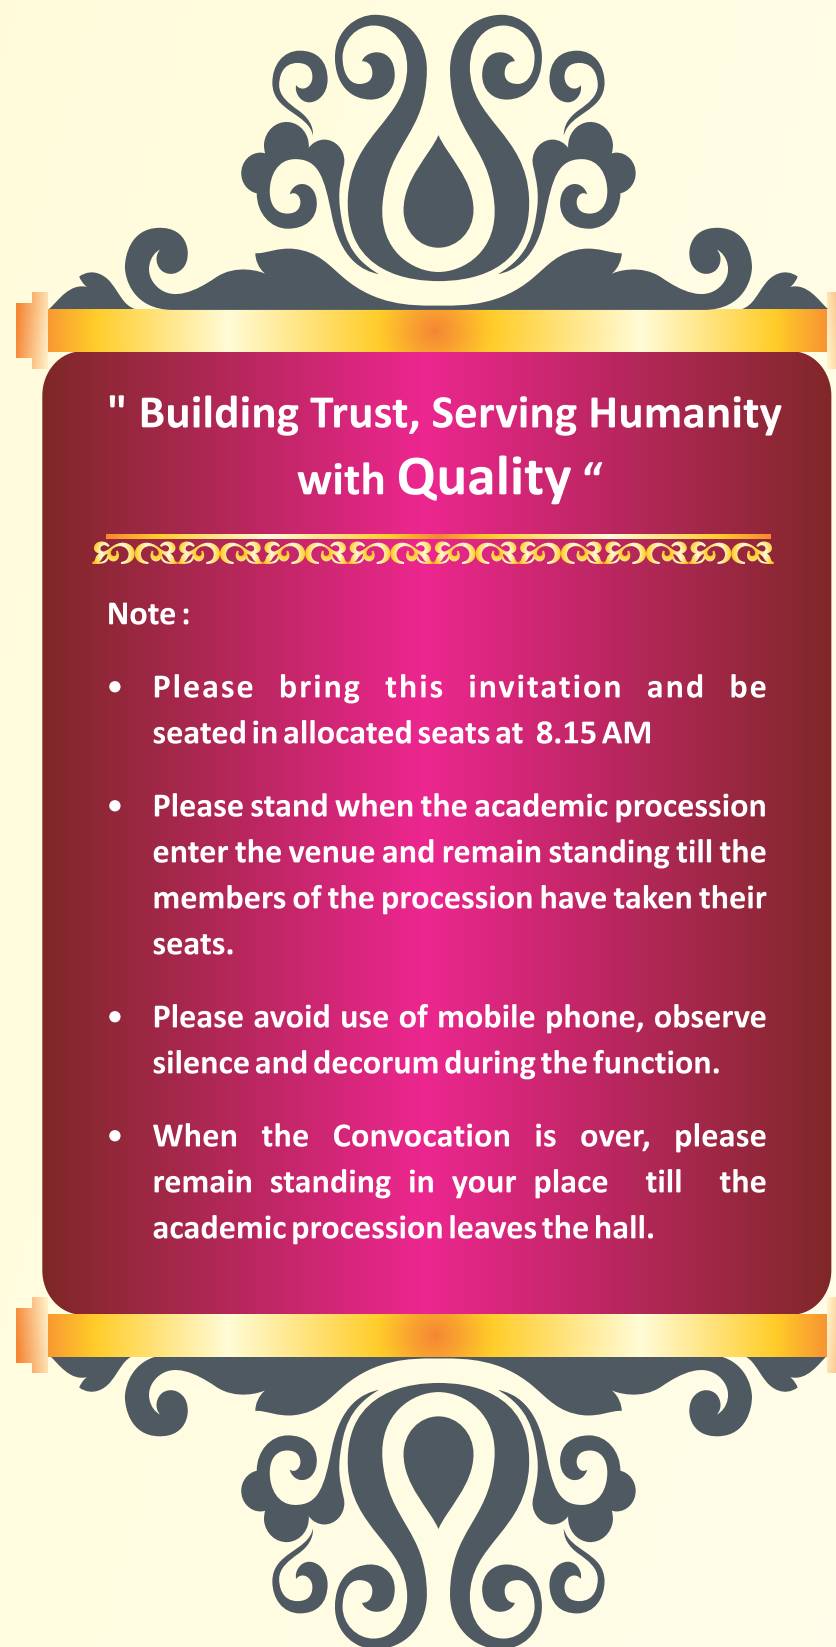 " Building Trust, Serving Humanity
with Quality “
Note :
• Please bring this invitation and be
seated in allocated seats at 8.15 AM
• Please stand when the academic procession
enter the venue and remain standing till the
members of the procession have taken their
seats.
• Please avoid use of mobile phone, observe
silence and decorum during the function.
• When the Convocation is over, please
remain standing in your place till the
academic procession leaves the hall.